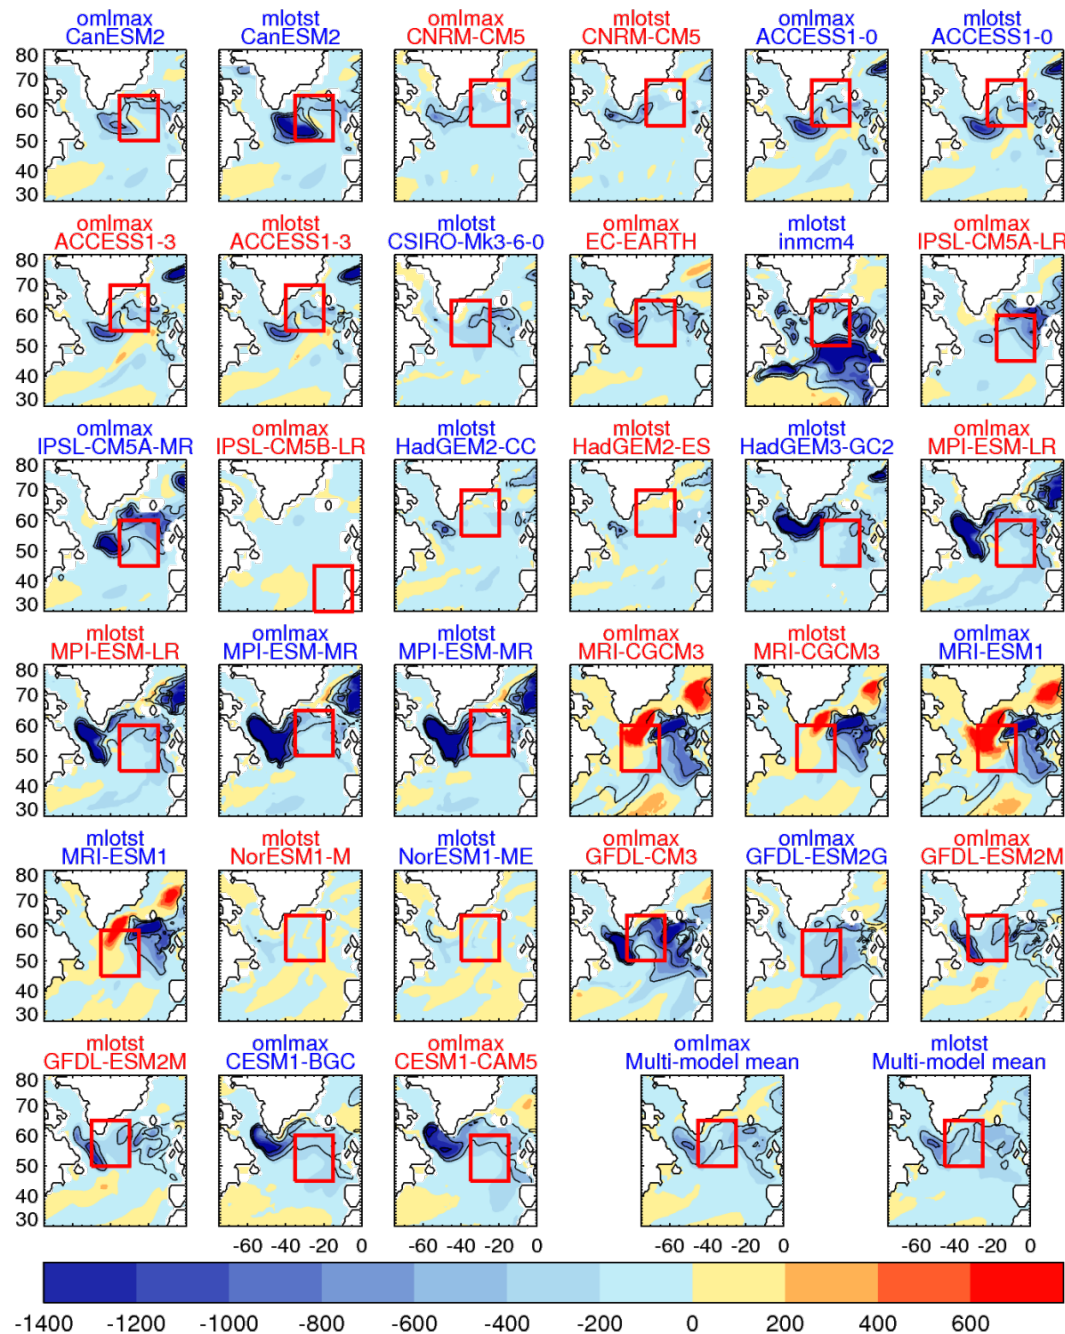 omlmax mlotst omlmax mlotst omlmax mlotst
CanESM2 CanESM2 CNRM-CM5 CNRM-CM5 ACCESS1-0 ACCESS1-0
80
70
60
50
40
30
omlmax mlotst mlotst omlmax mlotst omlmax
ACCESS1-3 ACCESS1-3 CSIRO-Mk3-6-0 EC-EARTH inmcm4 IPSL-CM5A-LR
80
70
60
50
40
30
omlmax omlmax mlotst mlotst mlotst omlmax
IPSL-CM5A-MR IPSL-CM5B-LR HadGEM2-CC HadGEM2-ES HadGEM3-GC2 MPI-ESM-LR
80
70
60
50
40
30
mlotst omlmax mlotst omlmax mlotst omlmax
MPI-ESM-LR MPI-ESM-MR MPI-ESM-MR MRI-CGCM3 MRI-CGCM3 MRI-ESM1
80
70
60
50
40
30
mlotst mlotst mlotst omlmax omlmax omlmax
MRI-ESM1 NorESM1-M NorESM1-ME GFDL-CM3 GFDL-ESM2G GFDL-ESM2M
80
70
60
50
40
30
mlotst omlmax omlmax omlmax mlotst
GFDL-ESM2M CESM1-BGC CESM1-CAM5 Multi-model mean Multi-model mean
80
70
60
50
40
30
-60 -40 -20 0 -60 -40 -20 0 -60 -40 -20 0 -60 -40 -20 0
-1400 -1200 -1000 -800 -600 -400 -200 0 200 400 600